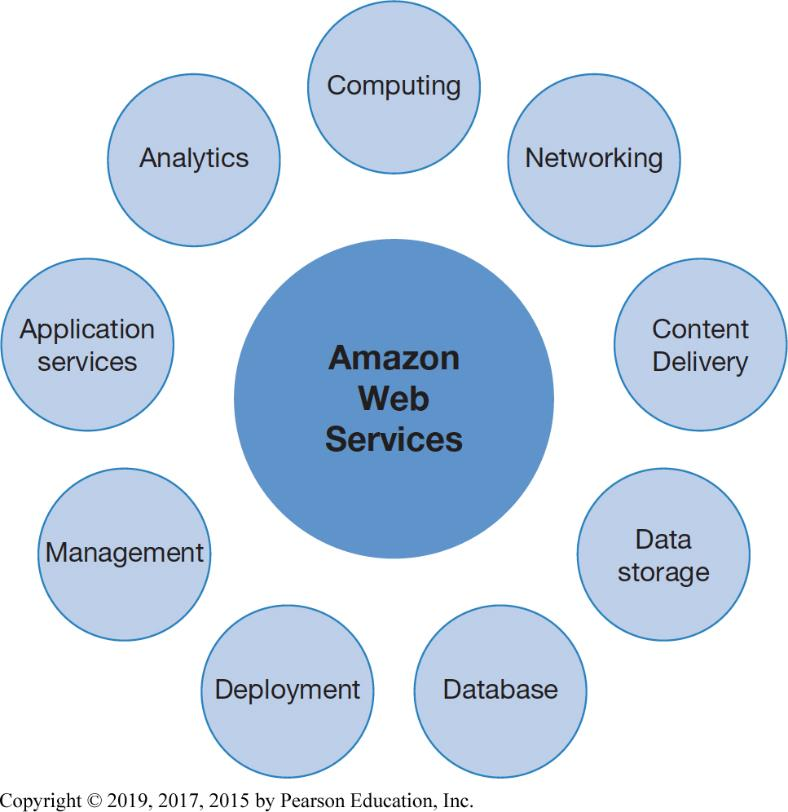 Computing
Analytics
Networking
Application
services
Content
Delivery
Amazon
Web
Services
Management
Data
storage
Deployment
Database
Copyright © 2019, 2017, 2015 by Pearson Education, Inc.